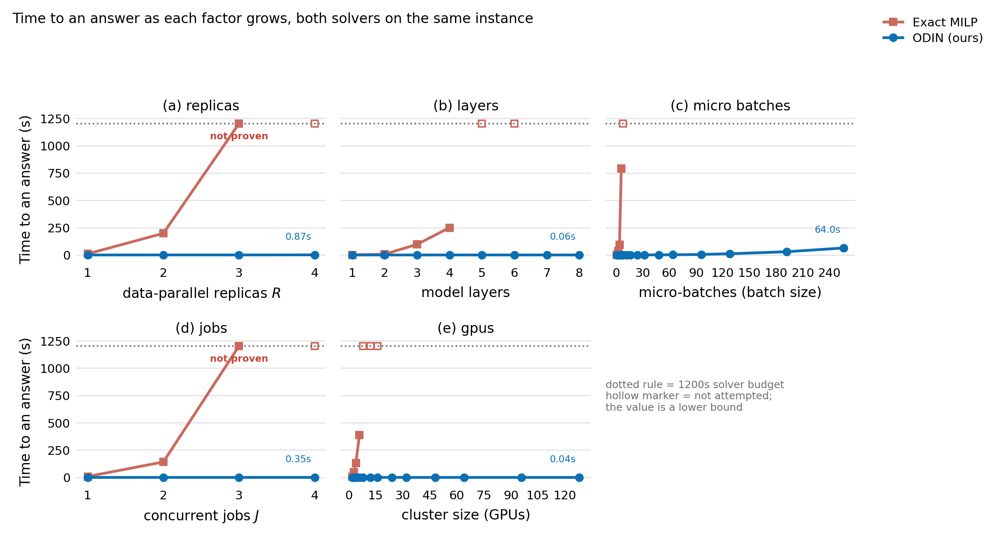 Time to an answer as each factor grows, both solvers on the same instance
Exact MILP
ODIN (ours)
(a) replicas
(b) layers
(c) micro batches
Time to an answer (s)
1250
1000
750
500
250
0
not proven
0.87s
0.06s
64.0s
1 2 3 4
1 2 3 4 5 6 7 8
0 30 60 90 120 150 180 210 240
data-parallel replicas R
model layers
micro-batches (batch size)
(d) jobs
(e) gpus
Time to an answer (s)
1250
1000
750
500
250
0
not proven
0.35s
0.04s
dotted rule = 1200s solver budget
hollow marker = not attempted;
the value is a lower bound
1 2 3 4
0 15 30 45 60 75 90 105 120
concurrent jobs J
cluster size (GPUs)